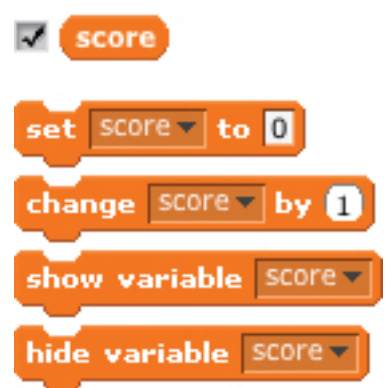 score
set score to 0
change score by 1
show variable score
hide variable score